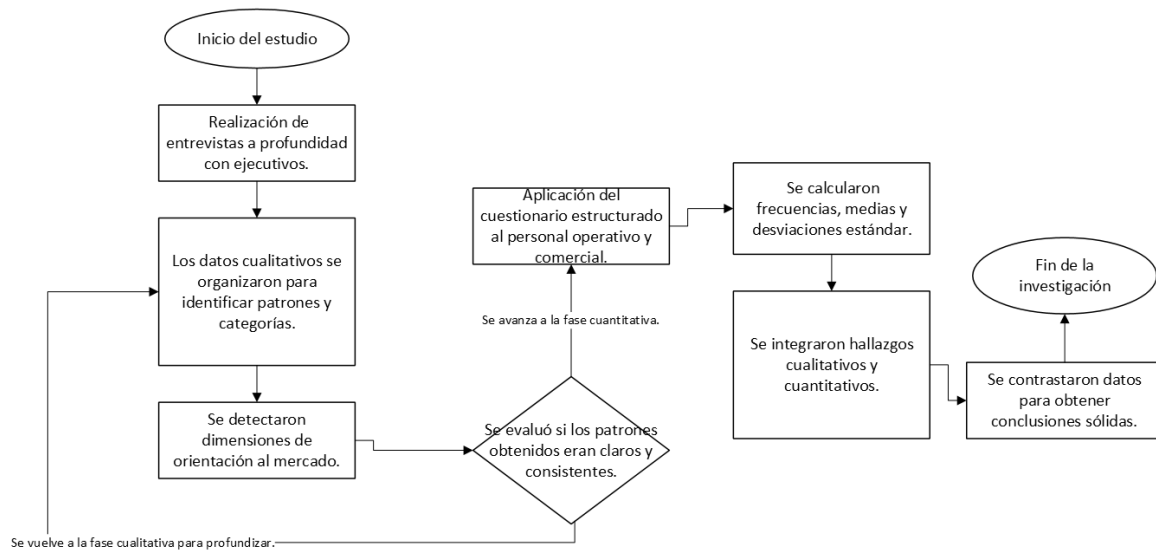 Inicio del estudio
Realización de
entrevistas a profundidad
con ejecutivos.
Los datos cualitativos se
organizaron para
identificar patrones y
categorías.
Se detectaron
dimensiones de
orientación al mercado.
Se evaluó si los patrones
obtenidos eran claros y
consistentes.
Se vuelve a la fase cualitativa para profundizar.
Se avanza a la fase cuantitativa.
Aplicación del
cuestionario estructurado
al personal operativo y
comercial.
Se calcularon
frecuencias, medias y
desviaciones estándar.
Se integraron hallazgos
cualitativos y
cuantitativos.
Se contrastaron datos
para obtener
conclusiones sólidas.
Fin de la
investigación